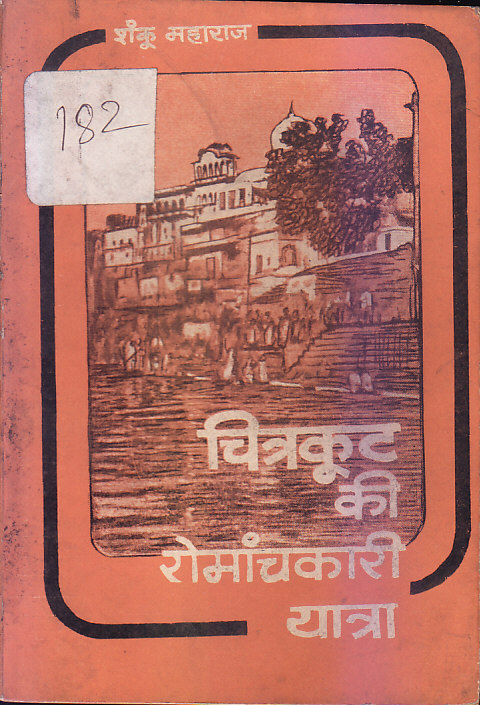 शंकु महाराज
182
चित्रकूट
की
रोमांचकारी
यात्रा